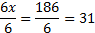 6x/6 = 186/6 = 31